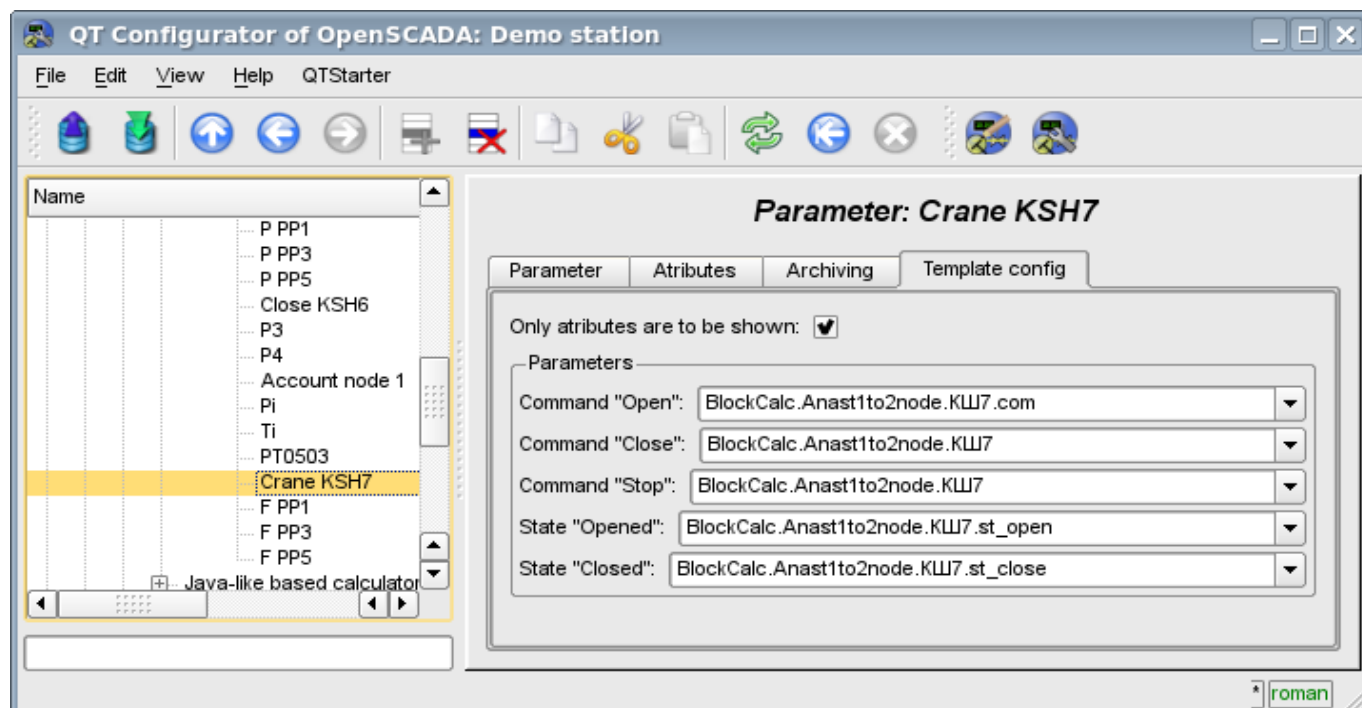 QT Configurator of OpenSCADA: Demo station
File Edit View Help QTStarter
Name
P PP1
P PP3
P PP5
Close KSH6
P3
P4
Account node 1
Pi
Ti
PT0503
Crane KSH7
F PP1
F PP3
F PP5
Java-like based calculator
Parameter: Crane KSH7
Parameter Atributes Archiving Template config
Only atributes are to be shown:
Parameters
Command "Open": BlockCalc.Anast1to2node.КШ7.com
Command "Close": BlockCalc.Anast1to2node.КШ7
Command "Stop": BlockCalc.Anast1to2node.КШ7
State "Opened": BlockCalc.Anast1to2node.КШ7.st_open
State "Closed": BlockCalc.Anast1to2node.КШ7.st_close
* roman